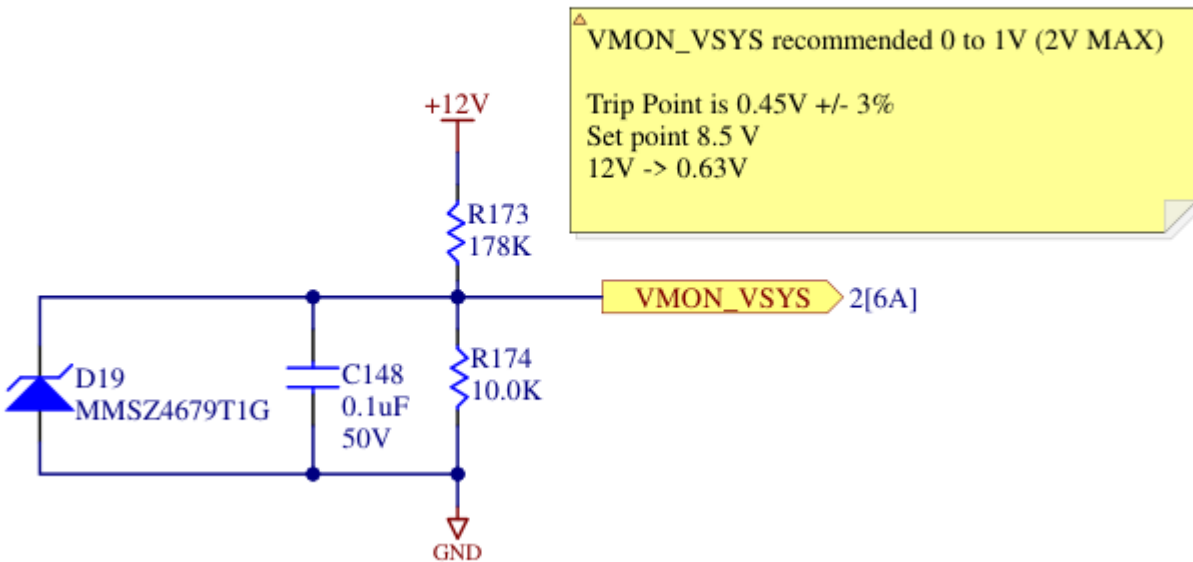 VMON_VSYS recommended 0 to 1V (2V MAX)
Trip Point is 0.45V +/- 3%
Set point 8.5 V
12V -> 0.63V
+12V
R173
178K
VMON_VSYS
2[6A]
D19
MMSZ4679T1G
C148
0.1uF
50V
R174
10.0K
GND